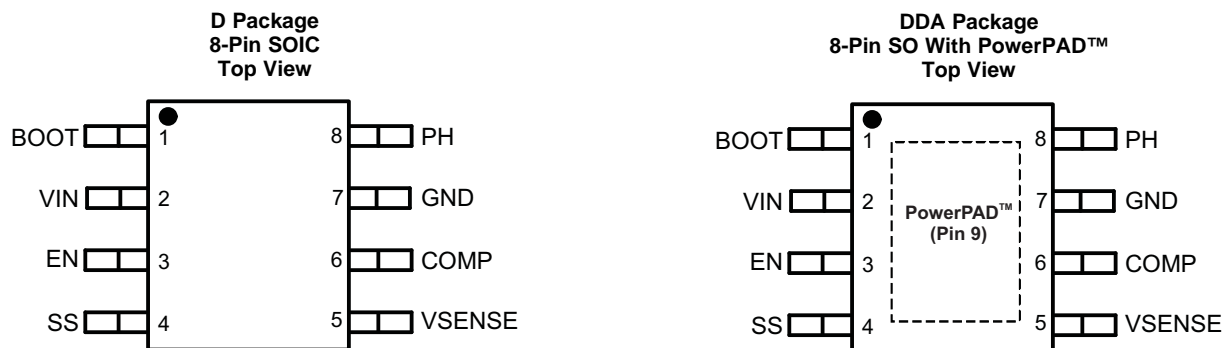 D Package
8-Pin SOIC
Top View
BOOT 1 8 PH
VIN 2 7 GND
EN 3 6 COMP
SS 4 5 VSENSE
DDA Package
8-Pin SO With PowerPAD™
Top View
BOOT 1 8 PH
VIN 2 7 GND
PowerPAD™
(Pin 9)
EN 3 6 COMP
SS 4 5 VSENSE